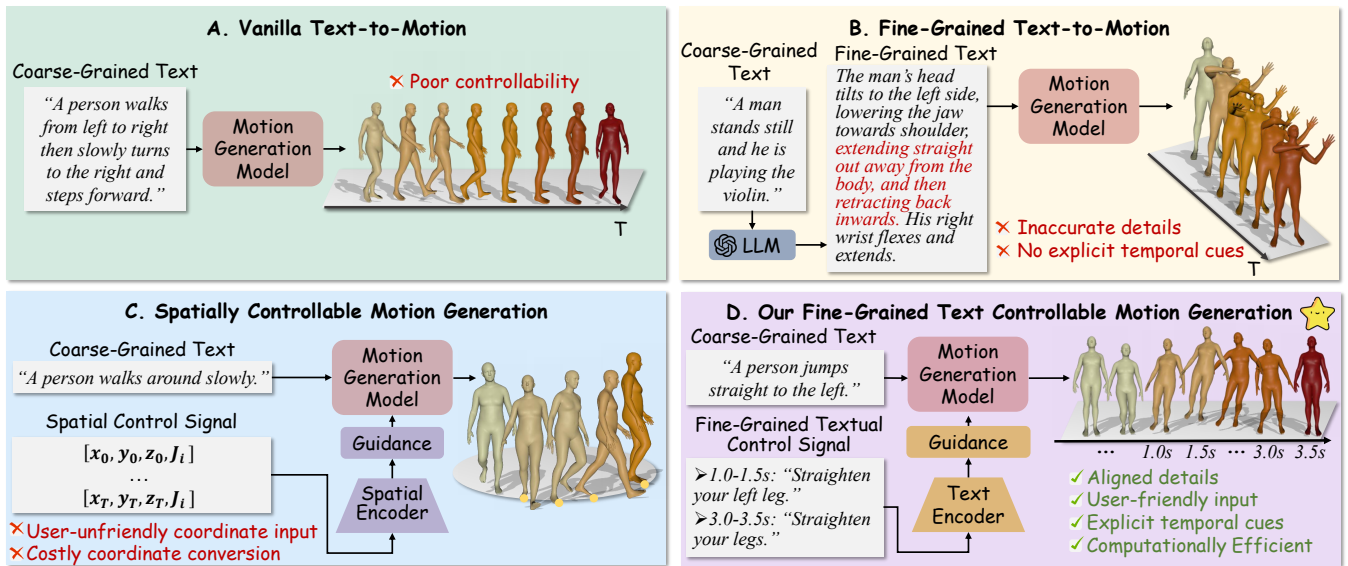 A. Vanilla Text-to-Motion
Coarse-Grained Text
“A person walks
from left to right
then slowly turns
to the right and
steps forward.”
Motion
Generation
Model
Poor controllability
T
B. Fine-Grained Text-to-Motion
Coarse-Grained
Text
“A man
stands still
and he is
playing the
violin.”
LLM
Fine-Grained Text
The man’s head
tilts to the left side,
lowering the jaw
towards shoulder,
extending straight
out away from the
body, and then
retracting back
inwards. His right
wrist flexes and
extends.
Motion
Generation
Model
Inaccurate details
No explicit temporal cues
T
C. Spatially Controllable Motion Generation
Coarse-Grained Text
“A person walks around slowly.”
Spatial Control Signal
[x₀, y₀, z₀, Jᵢ]
…
[x_T, y_T, z_T, Jᵢ]
User-unfriendly coordinate input
Costly coordinate conversion
Motion
Generation
Model
Guidance
Spatial
Encoder
D. Our Fine-Grained Text Controllable Motion Generation
Coarse-Grained Text
“A person jumps
straight to the left.”
Fine-Grained Textual
Control Signal
➢1.0-1.5s: “Straighten
your left leg.”
➢3.0-3.5s: “Straighten
your legs.”
Motion
Generation
Model
Guidance
Text
Encoder
… 1.0s 1.5s … 3.0s 3.5s
Aligned details
User-friendly input
Explicit temporal cues
Computationally Efficient